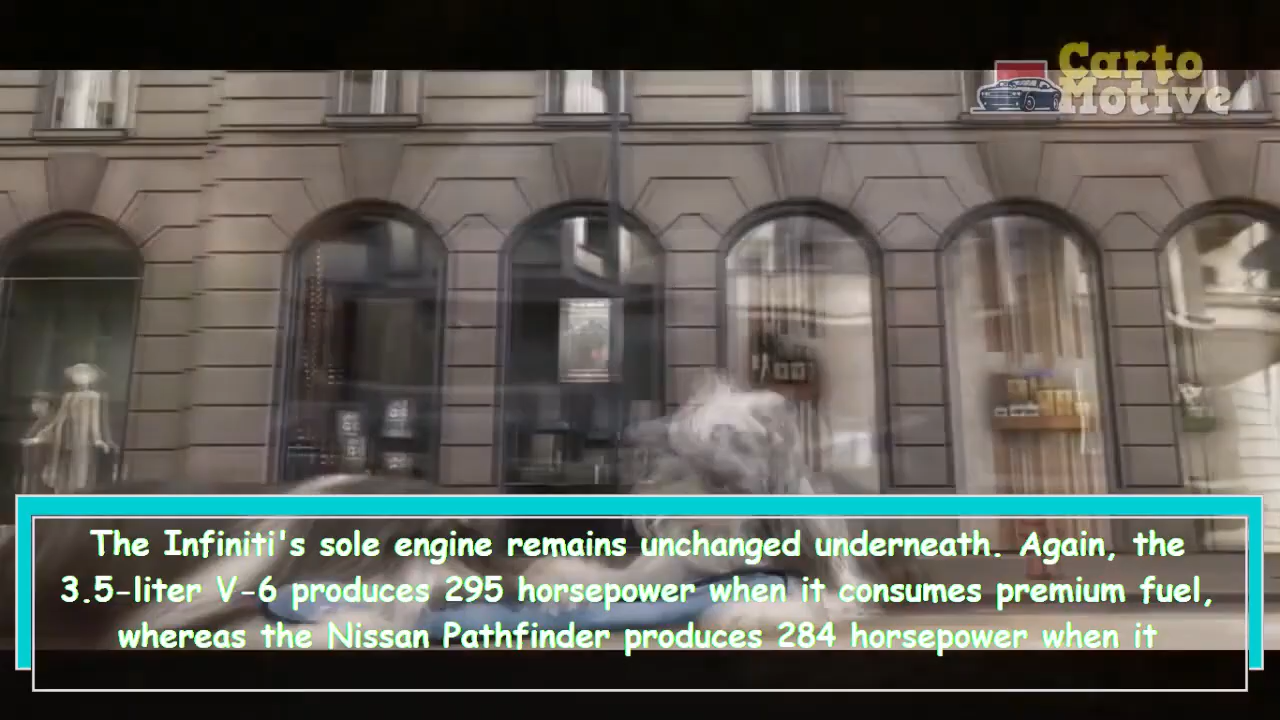 Carto
Motive
The Infiniti's sole engine remains unchanged underneath. Again, the
3.5-liter V-6 produces 295 horsepower when it consumes premium fuel,
whereas the Nissan Pathfinder produces 284 horsepower when it